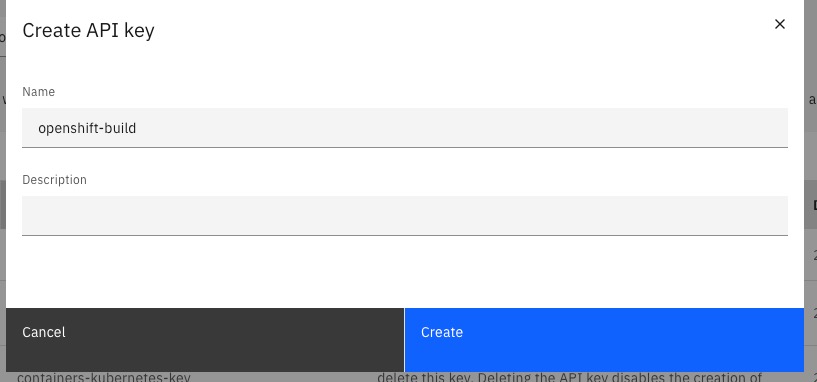 Create API key
Name
openshift-build
Description
Cancel
Create
containers-kubernetes-key
delete this key. Deleting the API key disables the creation of